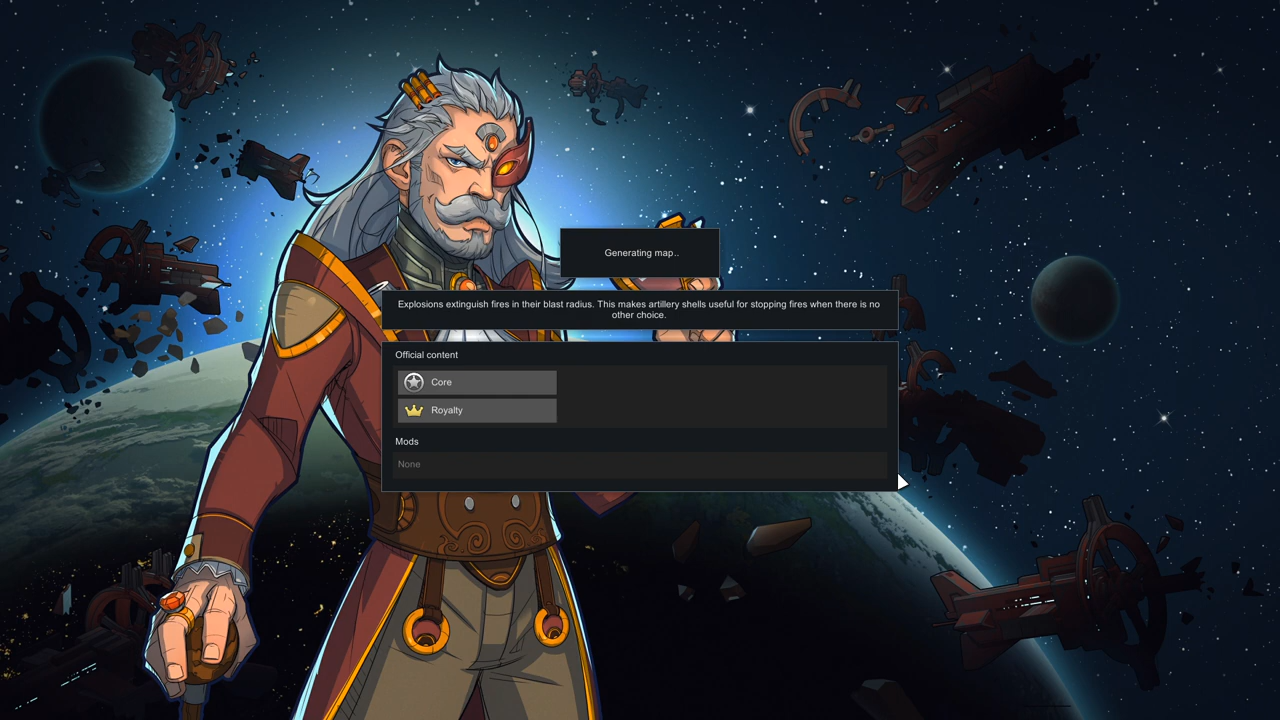 Generating map..
Explosions extinguish fires in their blast radius. This makes artillery shells useful for stopping fires when there is no
other choice.
Official content
Core
Royalty
Mods
None